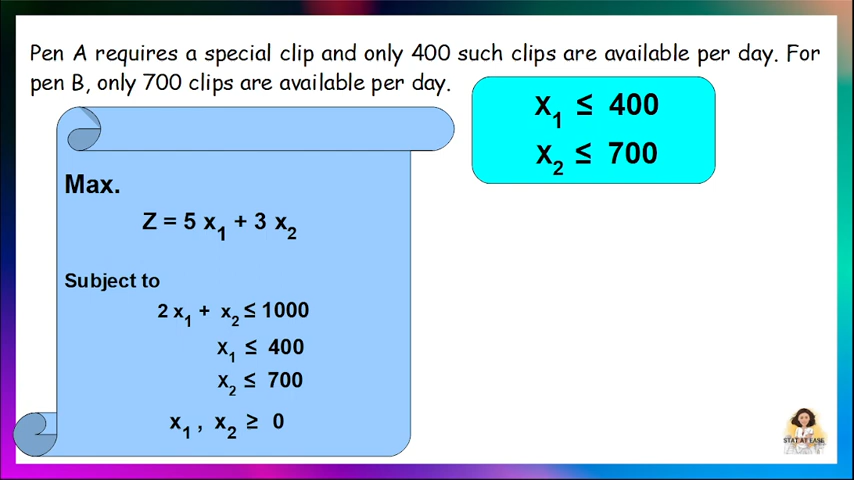 Pen A requires a special clip and only 400 such clips are available per day. For
pen B, only 700 clips are available per day.
x₁ ≤ 400
x₂ ≤ 700
Max.
Z = 5 x₁ + 3 x₂
Subject to
2 x₁ + x₂ ≤ 1000
x₁ ≤ 400
x₂ ≤ 700
x₁ , x₂ ≥ 0
STAT AT EASE